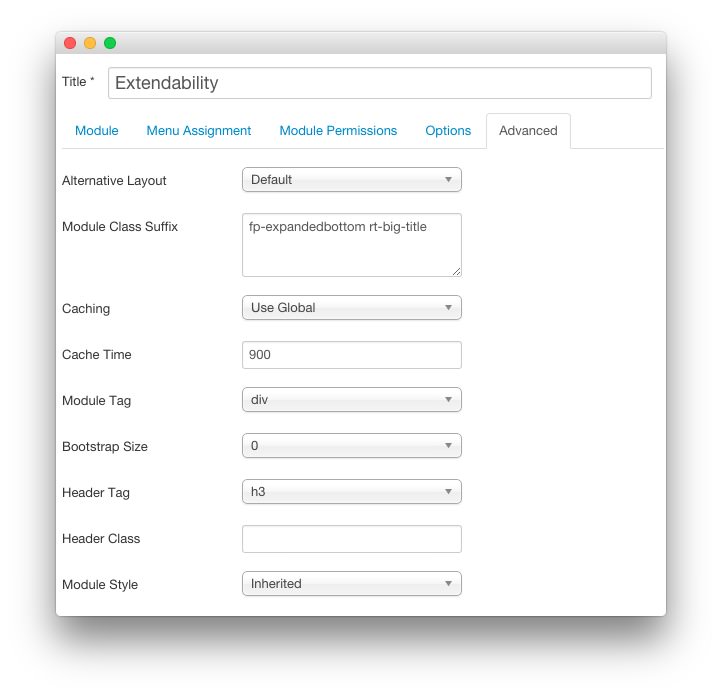 Title * Extendability
Module Menu Assignment Module Permissions Options Advanced
Alternative Layout Default
Module Class Suffix fp-expandedbottom rt-big-title
Caching Use Global
Cache Time 900
Module Tag div
Bootstrap Size 0
Header Tag h3
Header Class
Module Style Inherited